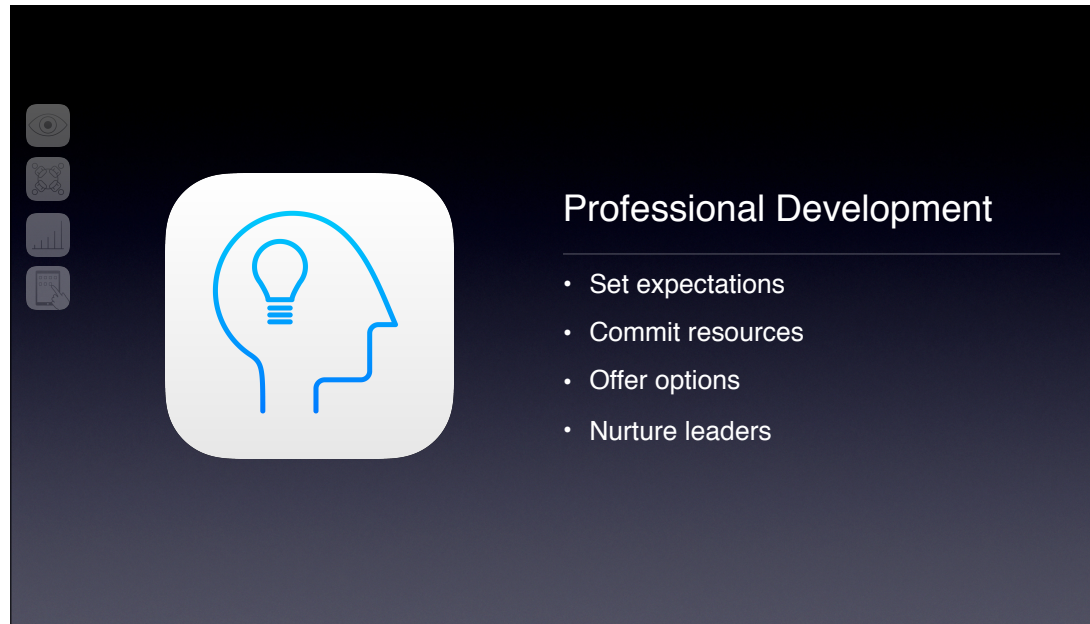 Professional Development
• Set expectations
• Commit resources
• Offer options
• Nurture leaders